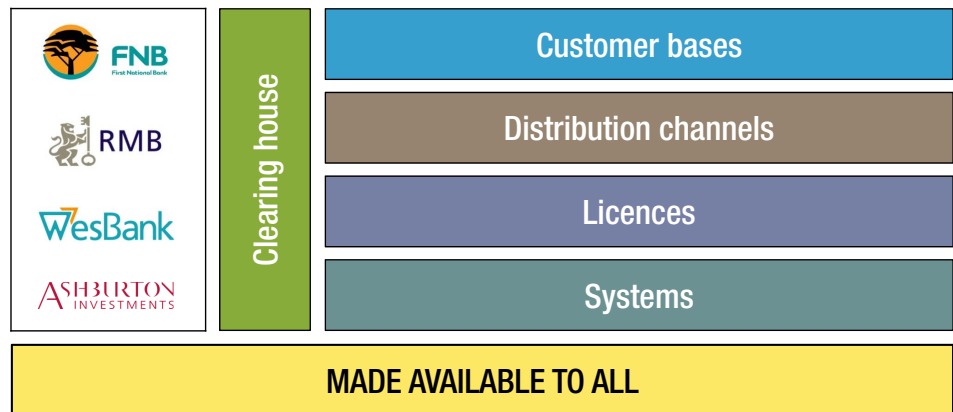 FNB
First National Bank
RMB
WesBank
ASHBURTON
INVESTMENTS
Clearing house
Customer bases
Distribution channels
Licences
Systems
MADE AVAILABLE TO ALL